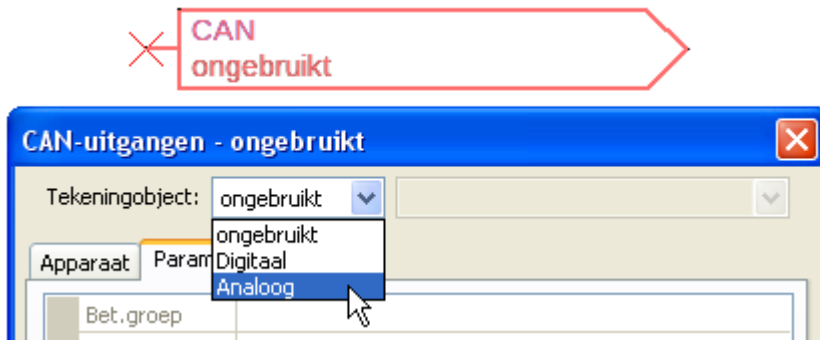 CAN
ongebruikt
CAN-uitgangen - ongebruikt
Tekeningobject: ongebruikt
ongebruikt
Digitaal
Analoog
Apparaat Param
Bet.groep